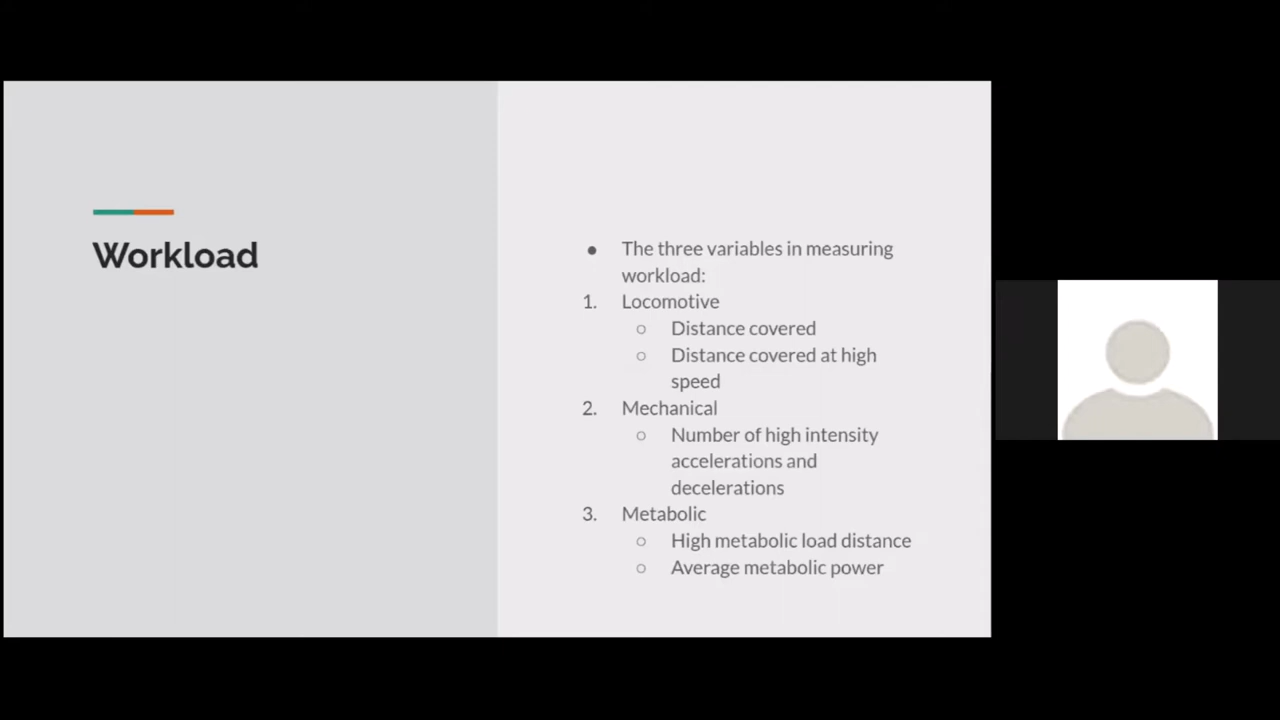 Workload
● The three variables in measuring
workload:
1. Locomotive
○ Distance covered
○ Distance covered at high
speed
2. Mechanical
○ Number of high intensity
accelerations and
decelerations
3. Metabolic
○ High metabolic load distance
○ Average metabolic power